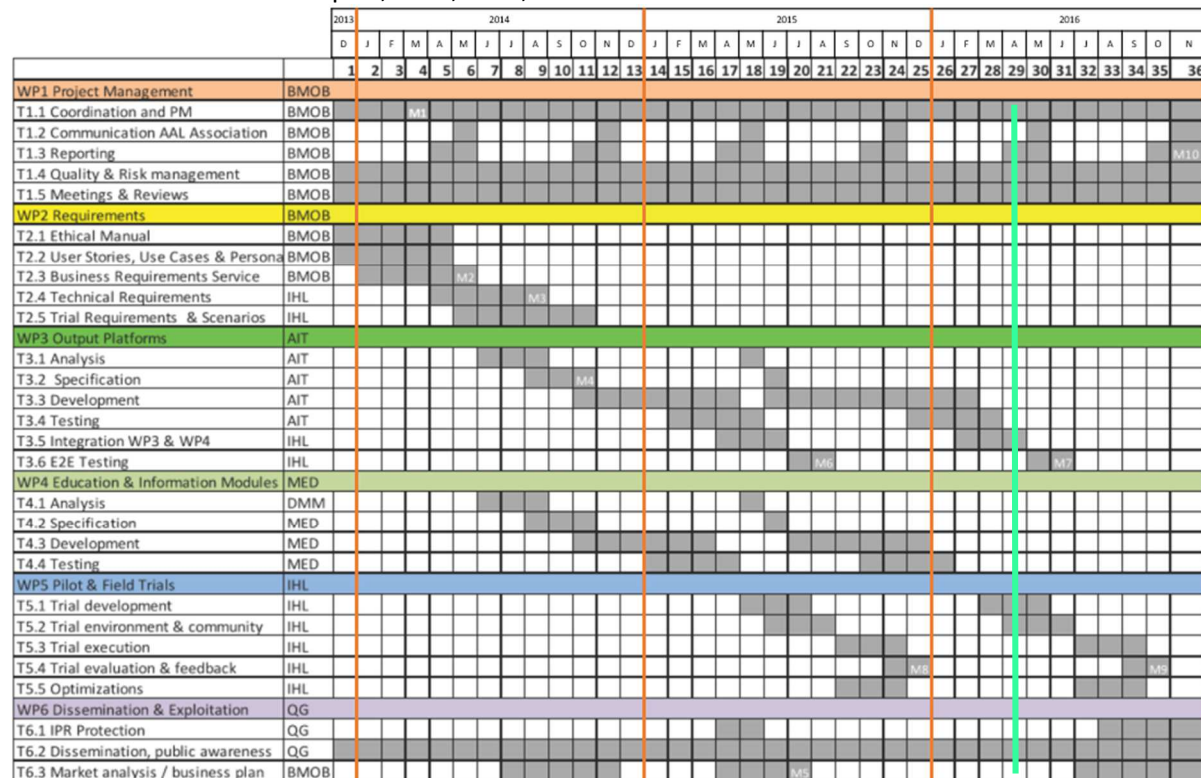 2013 2014 2015 2016
D J F M A M J J A S O N D J F M A M J J A S O N D J F M A M J J A S O N
1 2 3 4 5 6 7 8 9 10 11 12 13 14 15 16 17 18 19 20 21 22 23 24 25 26 27 28 29 30 31 32 33 34 35 36
WP1 Project Management BMOB
T1.1 Coordination and PM BMOB M1
T1.2 Communication AAL Association BMOB
T1.3 Reporting BMOB M10
T1.4 Quality & Risk management BMOB
T1.5 Meetings & Reviews BMOB
WP2 Requirements BMOB
T2.1 Ethical Manual BMOB
T2.2 User Stories, Use Cases & Persona BMOB
T2.3 Business Requirements Service BMOB M2
T2.4 Technical Requirements IHL M3
T2.5 Trial Requirements & Scenarios IHL
WP3 Output Platforms AIT
T3.1 Analysis AIT
T3.2 Specification AIT M4
T3.3 Development AIT
T3.4 Testing AIT
T3.5 Integration WP3 & WP4 IHL
T3.6 E2E Testing IHL M6 M7
WP4 Education & Information Modules MED
T4.1 Analysis DMM
T4.2 Specification MED
T4.3 Development MED
T4.4 Testing MED
WP5 Pilot & Field Trials IHL
T5.1 Trial development IHL
T5.2 Trial environment & community IHL
T5.3 Trial execution IHL
T5.4 Trial evaluation & feedback IHL M8 M9
T5.5 Optimizations IHL
WP6 Dissemination & Exploitation QG
T6.1 IPR Protection QG
T6.2 Dissemination, public awareness QG
T6.3 Market analysis / business plan BMOB M5